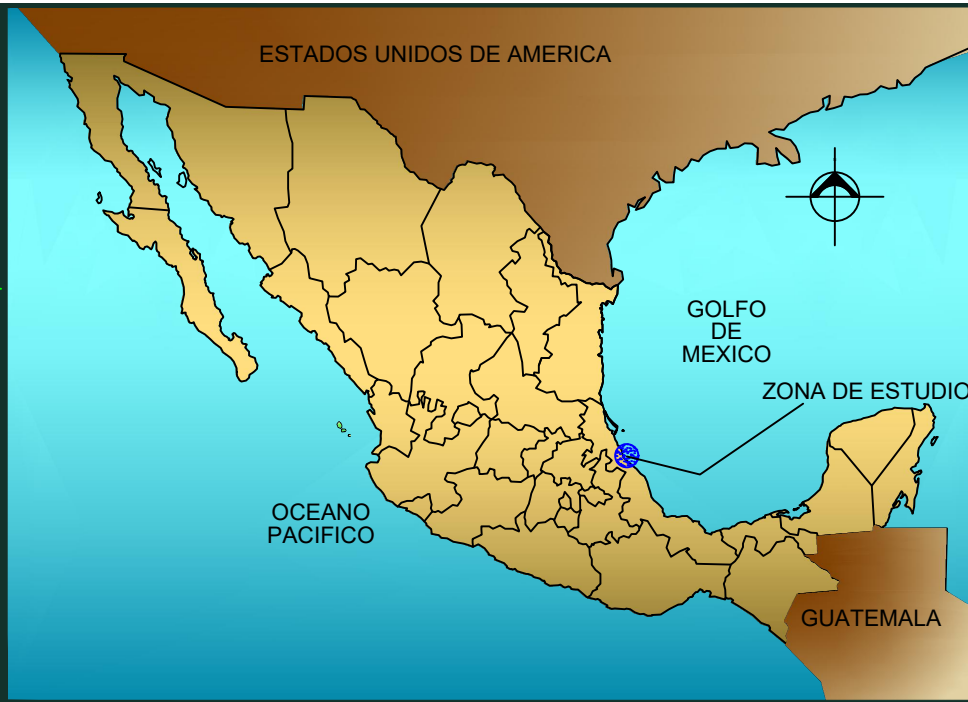 ESTADOS UNIDOS DE AMERICA
GOLFO
DE
MEXICO
ZONA DE ESTUDIO
OCEANO
PACIFICO
GUATEMALA